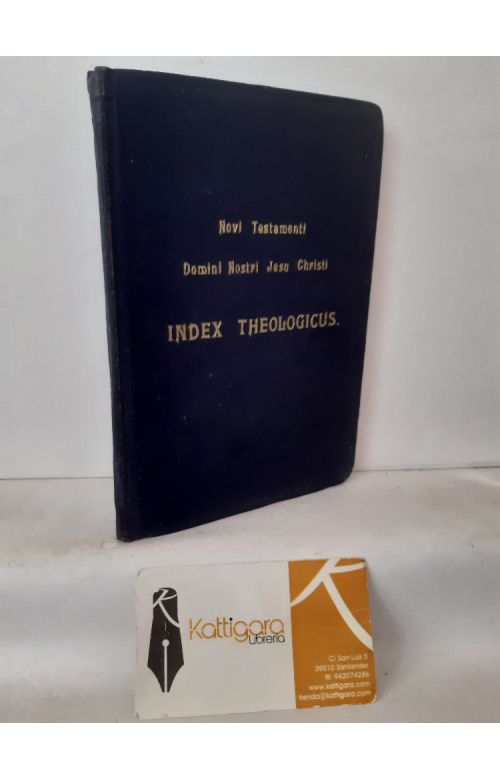 Novi Testamenti
Domini Nostri Jesu Christi
INDEX THEOLOGICUS.
Kattigara
Librería
C/ San Luis 5
39010 Santander
tlf: 942074286
www.kattigara.com
tienda@kattigara.com